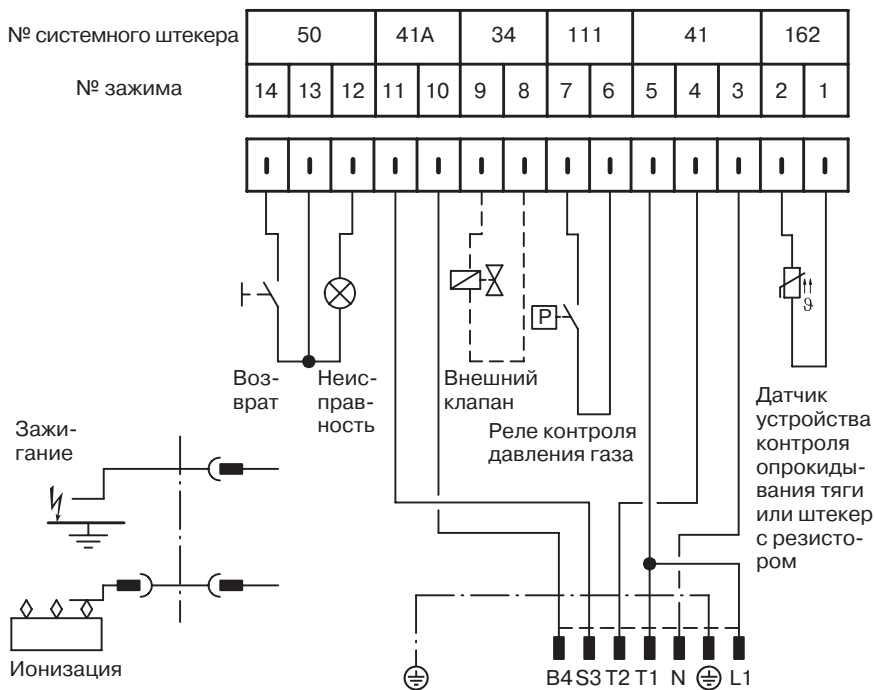 № системного штекера 50 41A 34 111 41 162
№ зажима 14 13 12 11 10 9 8 7 6 5 4 3 2 1
ϑ
P
Воз-
врат
Неис-
прав-
ность
Внешний
клапан
Реле контроля
давления газа
Датчик
устройства
контроля
опрокиды-
вания тяги
или штекер
с резисто-
ром
Зажи-
гание
Ионизация
B4 S3 T2 T1 N L1